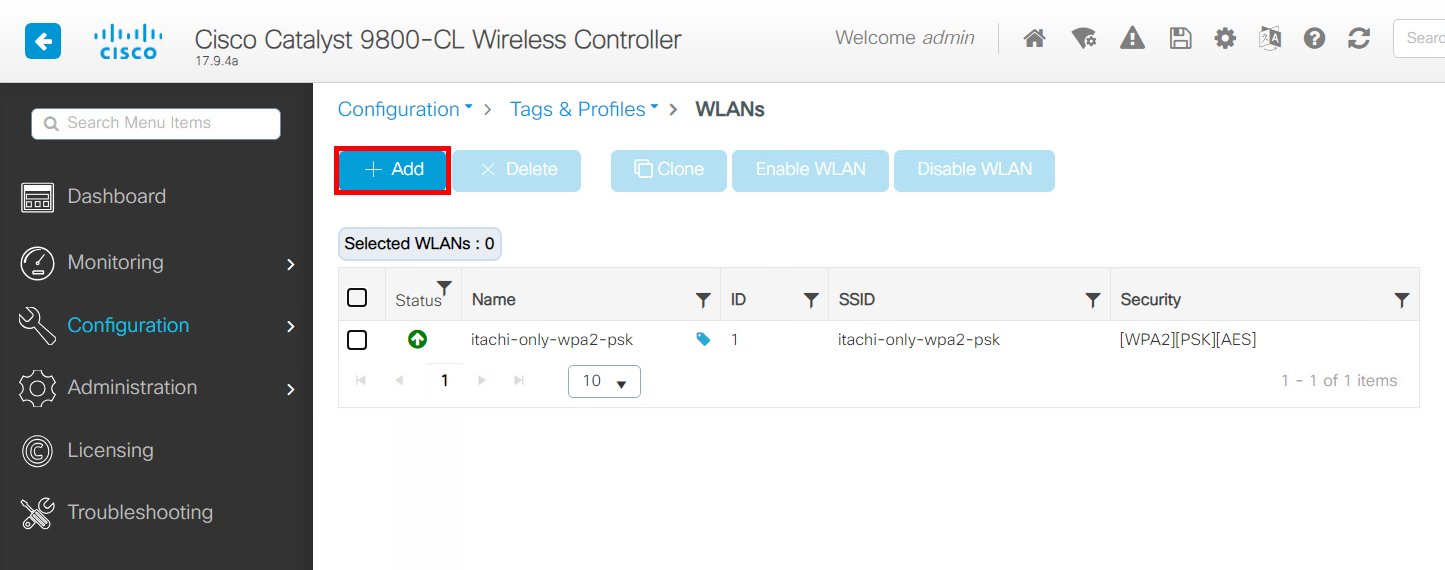 CISCO
Cisco Catalyst 9800-CL Wireless Controller
17.9.4a
Welcome admin
Searc
Search Menu Items
Dashboard
Monitoring
Configuration
Administration
Licensing
Troubleshooting
Configuration > Tags & Profiles > WLANs
+ Add
× Delete
Clone
Enable WLAN
Disable WLAN
Selected WLANs : 0
Status Name ID SSID Security
itachi-only-wpa2-psk 1 itachi-only-wpa2-psk [WPA2][PSK][AES]
1 10 1 - 1 of 1 items